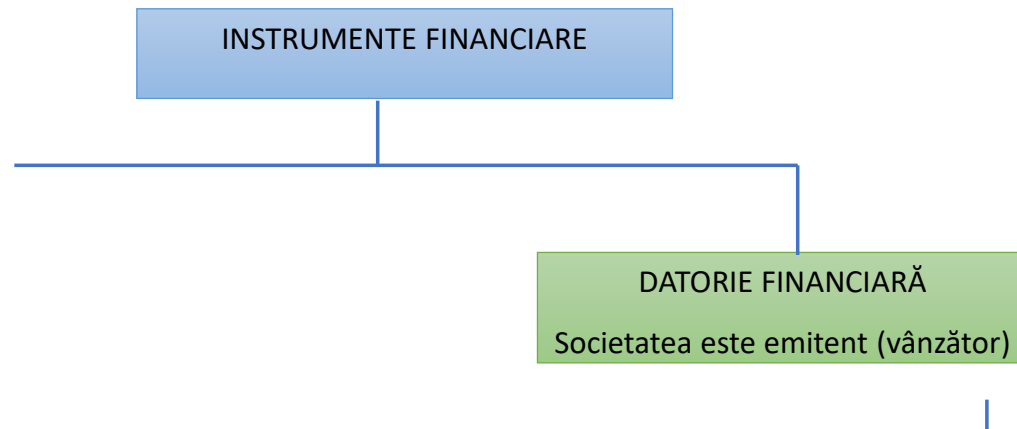 INSTRUMENTE FINANCIARE
DATORIE FINANCIARĂ
Societatea este emitent (vânzător)